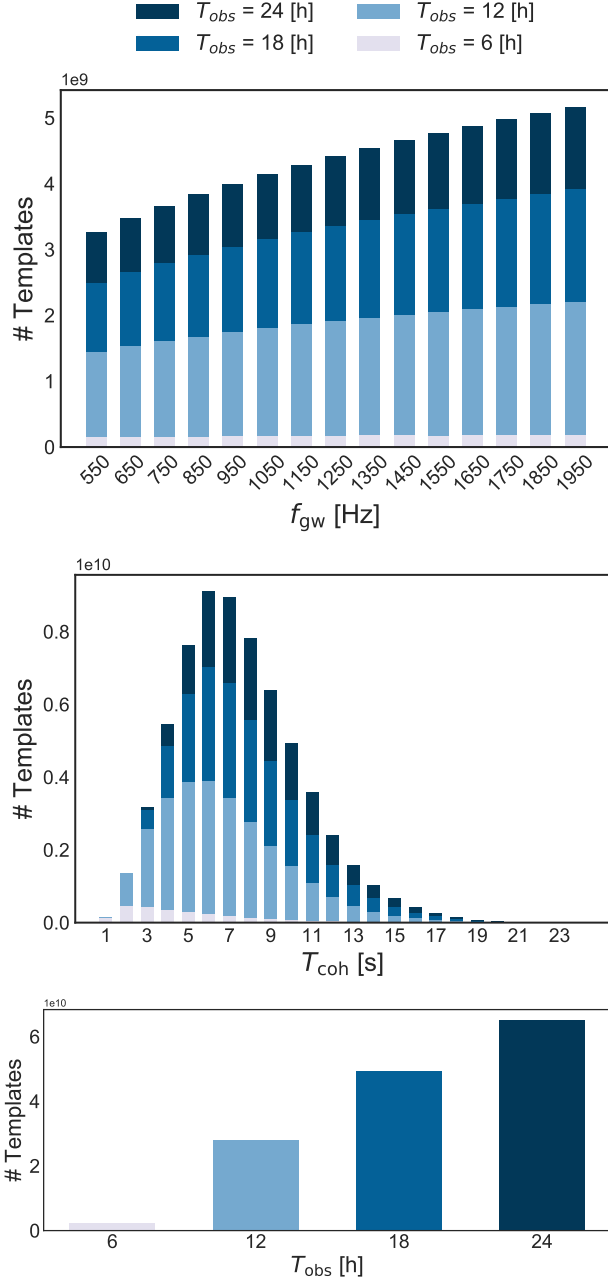 T_obs = 24 [h] T_obs = 12 [h]
T_obs = 18 [h] T_obs = 6 [h]
1e9
5
4
3
2
1
0
# Templates
550 650 750 850 950 1050 1150 1250 1350 1450 1550 1650 1750 1850 1950
f_gw [Hz]
1e10
0.8
0.6
0.4
0.2
0.0
# Templates
1 3 5 7 9 11 13 15 17 19 21 23
T_coh [s]
1e10
6
4
2
0
# Templates
6 12 18 24
T_obs [h]